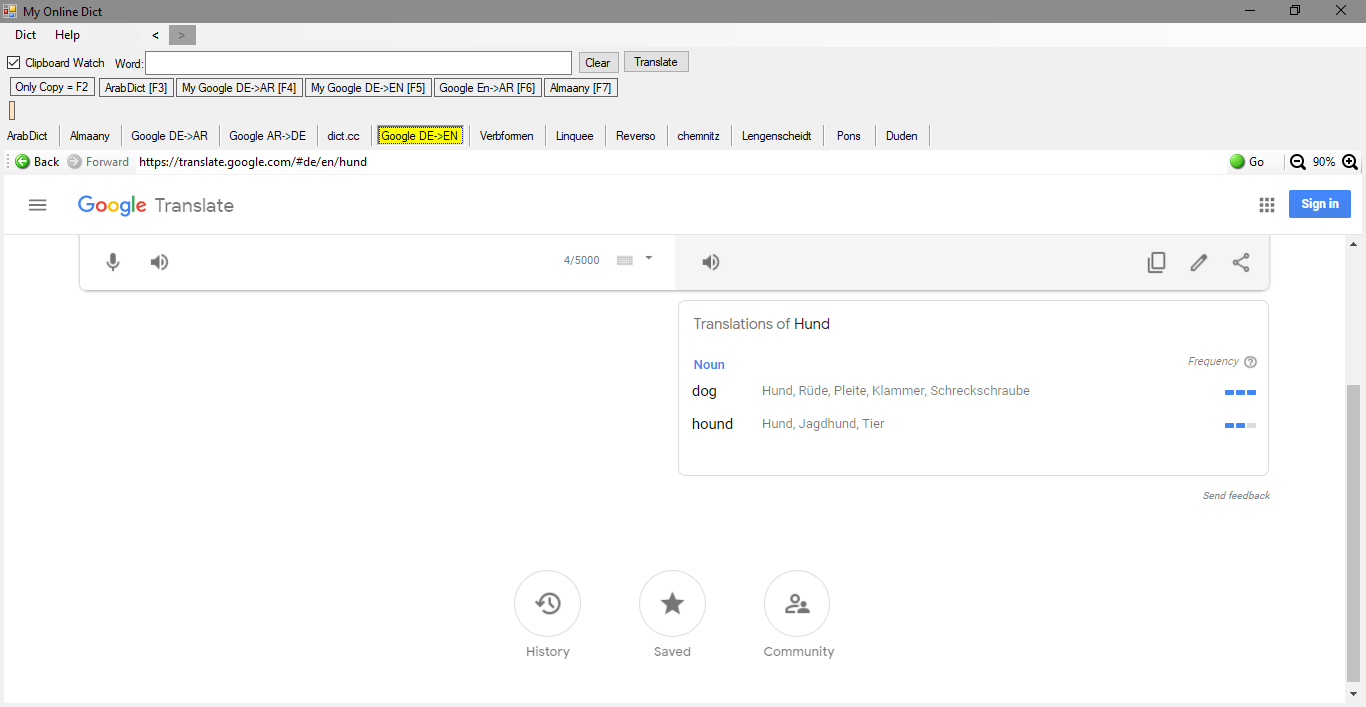 My Online Dict
Dict Help < >
Clipboard Watch Word: Clear Translate
Only Copy = F2 ArabDict [F3] My Google DE->AR [F4] My Google DE->EN [F5] Google En->AR [F6] Almaany [F7]
ArabDict Almaany Google DE->AR Google AR->DE dict.cc Google DE->EN Verbformen Linquee Reverso chemnitz Lengenscheidt Pons Duden
Back Forward https://translate.google.com/#de/en/hund Go 90%
Google Translate Sign in
4/5000
Translations of Hund
Noun Frequency ?
dog Hund, Rüde, Pleite, Klammer, Schreckschraube
hound Hund, Jagdhund, Tier
Send feedback
History Saved Community